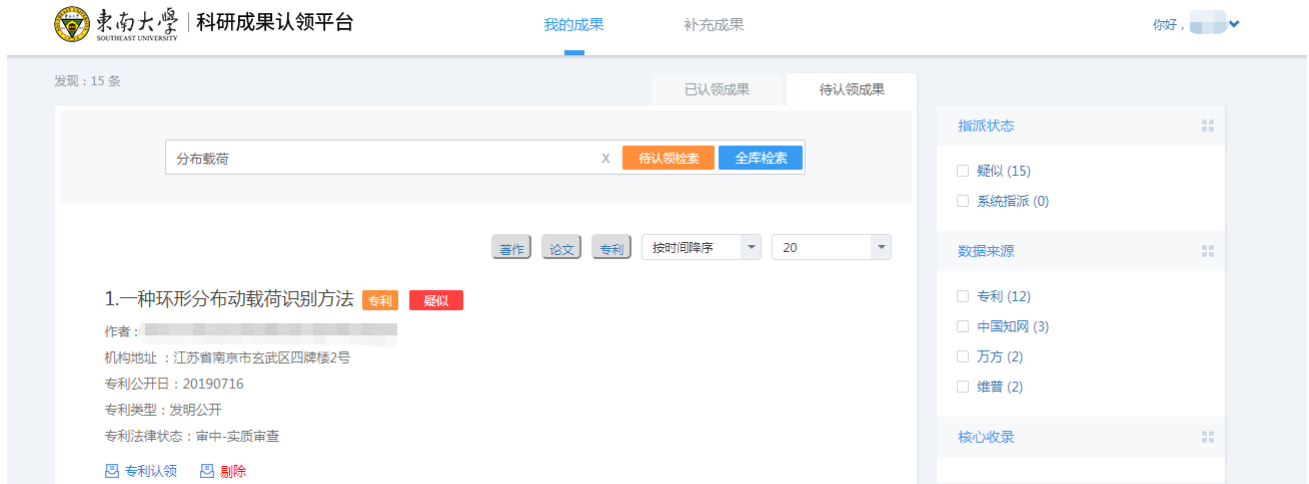 東南大學 科研成果认领平台
SOUTHEAST UNIVERSITY
我的成果
补充成果
你好，
发现：15 条
已认领成果
待认领成果
分布载荷
X
待认领检索
全库检索
著作
论文
专利
按时间降序
20
1.一种环形分布动载荷识别方法 专利 疑似
作者：
机构地址 ：江苏省南京市玄武区四牌楼2号
专利公开日：20190716
专利类型：发明公开
专利法律状态：审中-实质审查
专利认领
剔除
指派状态
疑似 (15)
系统指派 (0)
数据来源
专利 (12)
中国知网 (3)
万方 (2)
维普 (2)
核心收录